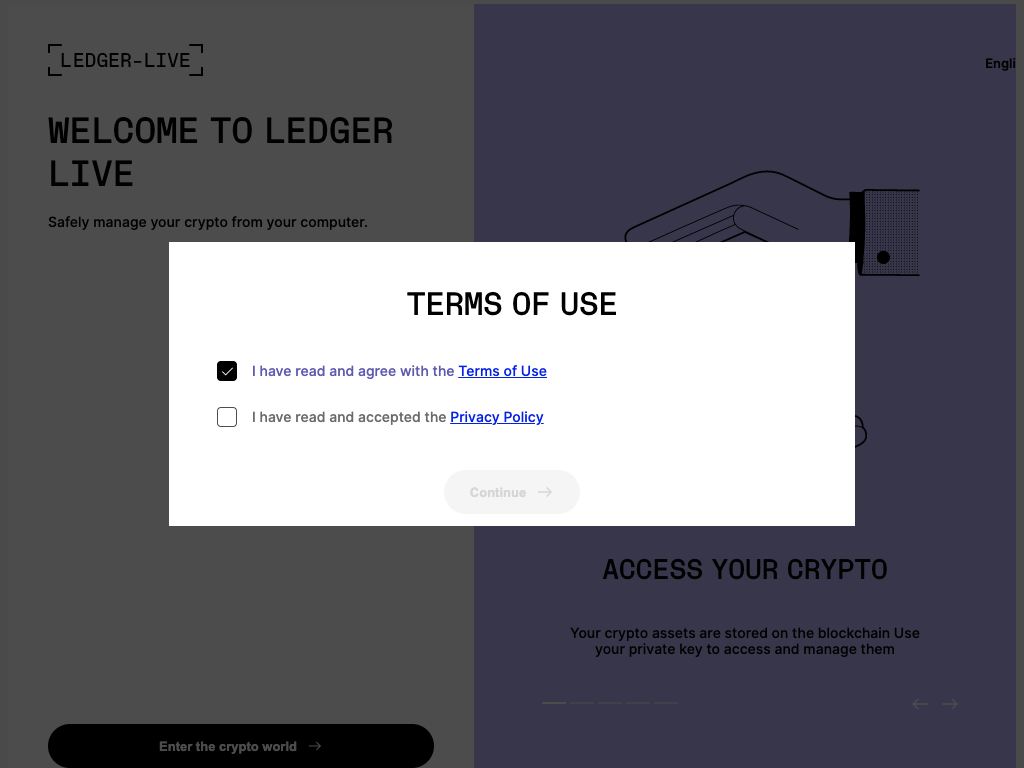 LEDGER-LIVE
Engli
WELCOME TO LEDGER
LIVE
Safely manage your crypto from your computer.
TERMS OF USE
I have read and agree with the Terms of Use
I have read and accepted the Privacy Policy
Continue
ACCESS YOUR CRYPTO
Your crypto assets are stored on the blockchain Use
your private key to access and manage them
Enter the crypto world